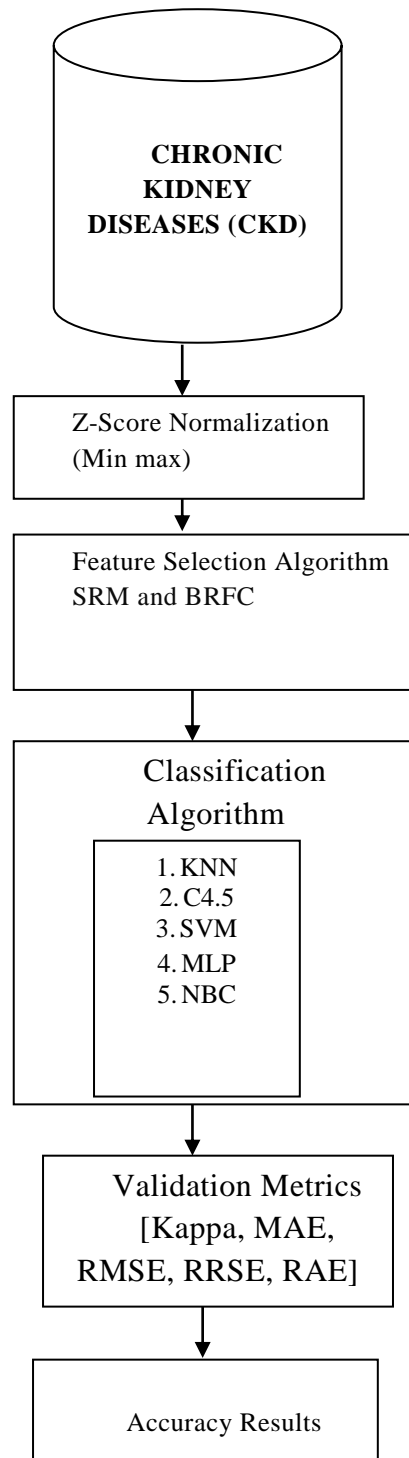 CHRONIC
KIDNEY
DISEASES (CKD)
Z-Score Normalization
(Min max)
Feature Selection Algorithm
SRM and BRFC
Classification
Algorithm
1. KNN
2. C4.5
3. SVM
4. MLP
5. NBC
Validation Metrics
[Kappa, MAE,
RMSE, RRSE, RAE]
Accuracy Results